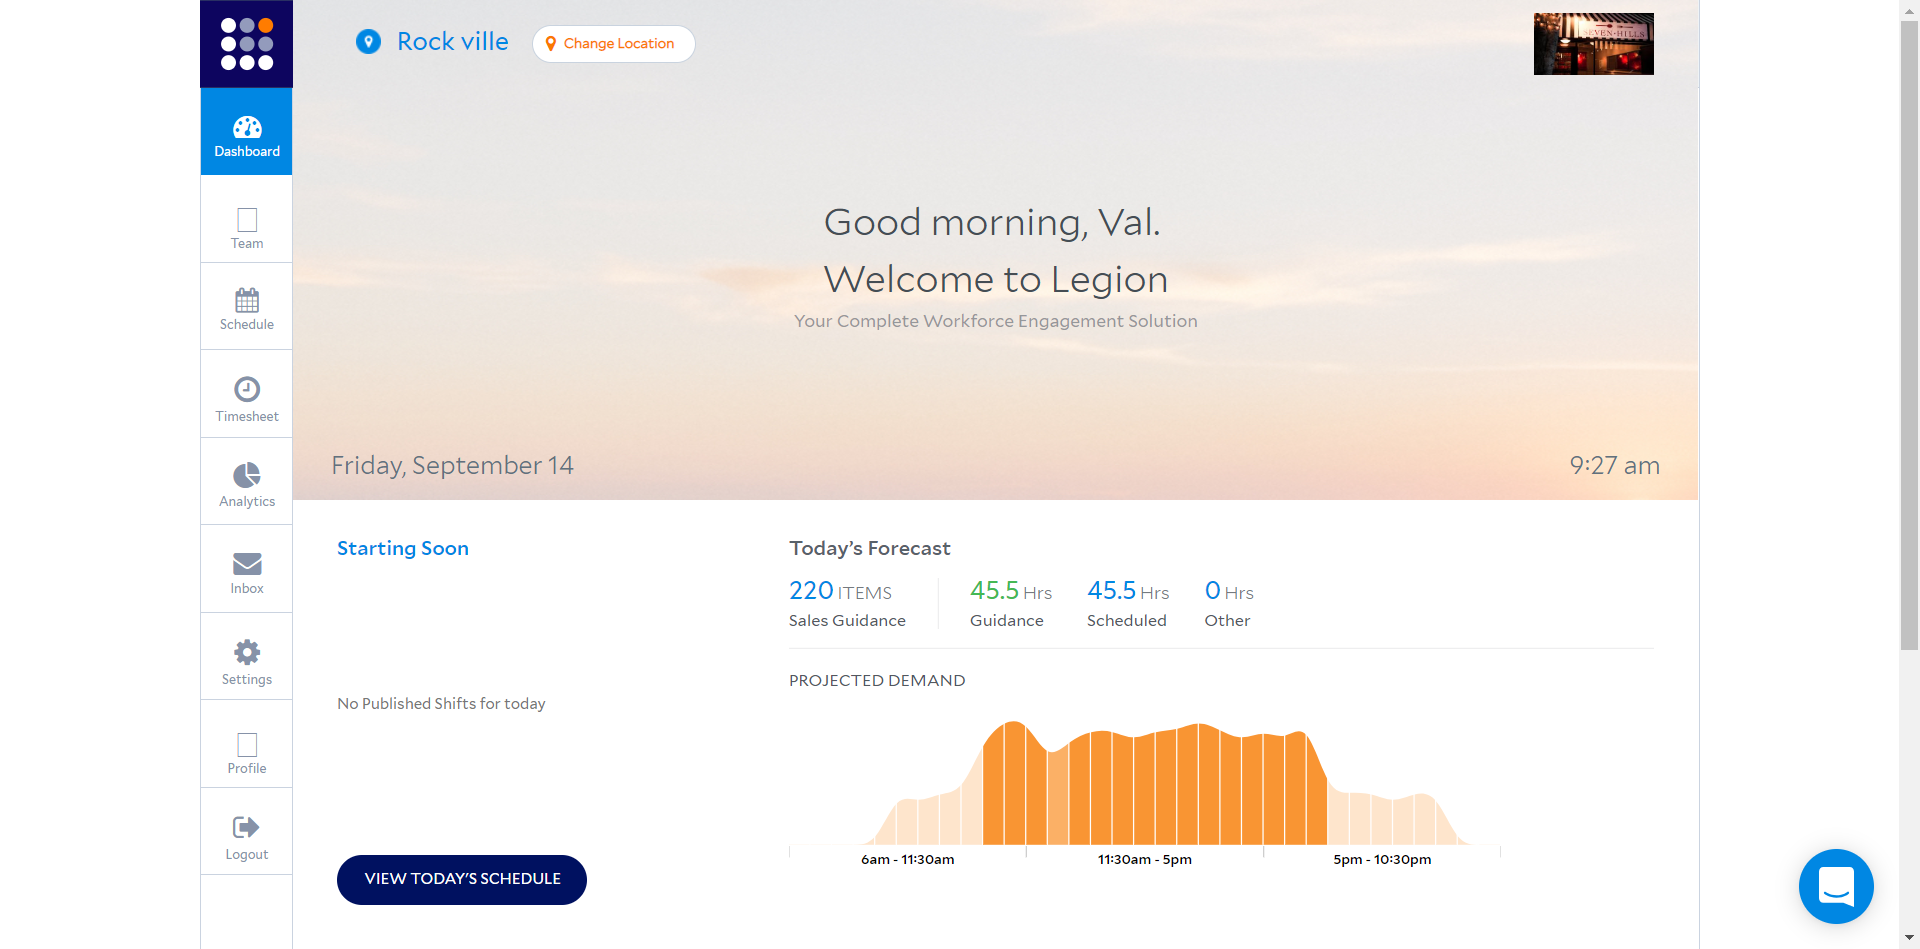 Rock ville
Change Location
SEVEN HILLS
Dashboard
Team
Schedule
Timesheet
Analytics
Inbox
Settings
Profile
Logout
Good morning, Val.
Welcome to Legion
Your Complete Workforce Engagement Solution
Friday, September 14
9:27 am
Starting Soon
No Published Shifts for today
VIEW TODAY'S SCHEDULE
Today’s Forecast
220 ITEMS
Sales Guidance
45.5 Hrs
Guidance
45.5 Hrs
Scheduled
0 Hrs
Other
PROJECTED DEMAND
6am - 11:30am
11:30am - 5pm
5pm - 10:30pm